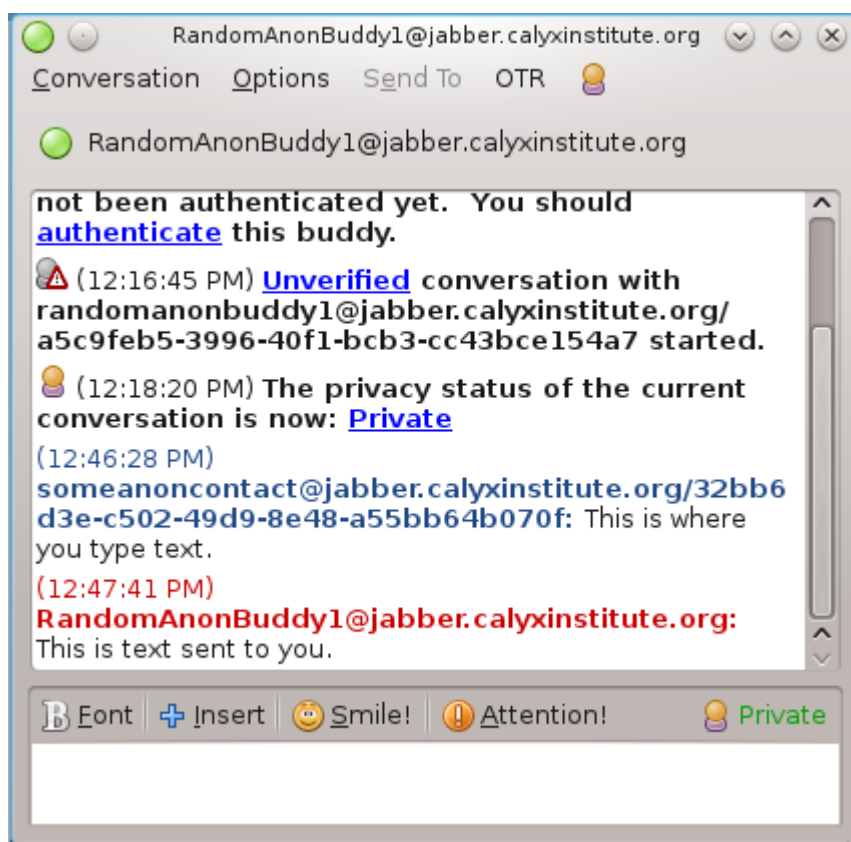 RandomAnonBuddy1@jabber.calyxinstitute.org
Conversation Options Send To OTR
RandomAnonBuddy1@jabber.calyxinstitute.org
not been authenticated yet. You should
authenticate this buddy.
(12:16:45 PM) Unverified conversation with
randomanonbuddy1@jabber.calyxinstitute.org/
a5c9feb5-3996-40f1-bcb3-cc43bce154a7 started.
(12:18:20 PM) The privacy status of the current
conversation is now: Private
(12:46:28 PM)
someanoncontact@jabber.calyxinstitute.org/32bb6
d3e-c502-49d9-8e48-a55bb64b070f: This is where
you type text.
(12:47:41 PM)
RandomAnonBuddy1@jabber.calyxinstitute.org:
This is text sent to you.
Font Insert Smile! Attention! Private